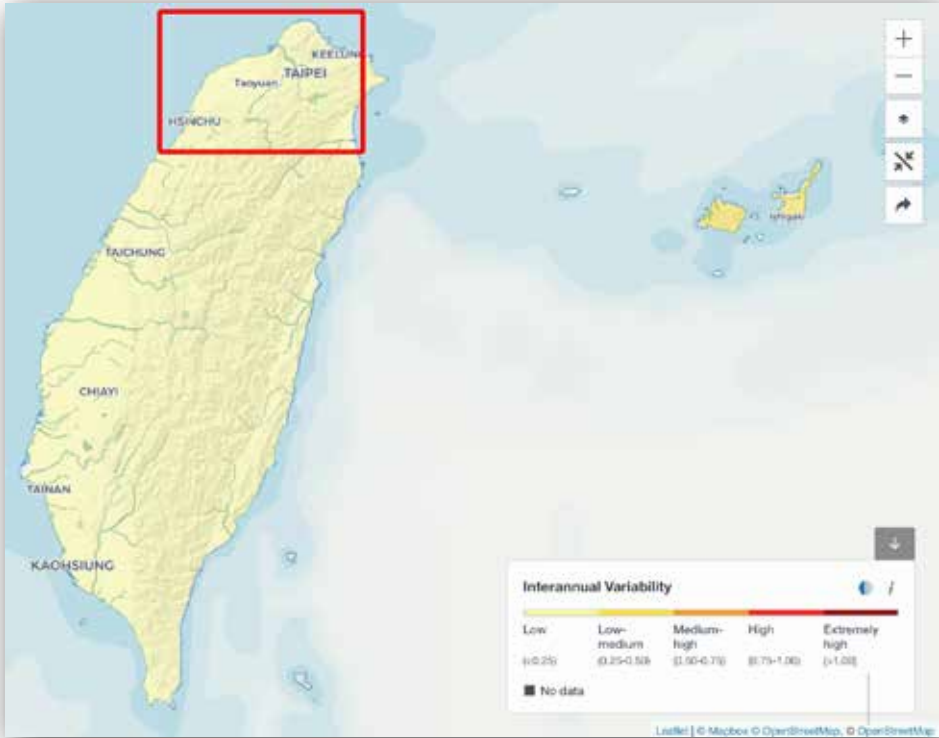 KEELUNG
TAIPEI
Taoyuan
HSINCHU
TAICHUNG
CHIAYI
TAINAN
KAOHSIUNG
Ishigaki
+
−
Interannual Variability
i
Low
Low-medium
Medium-high
High
Extremely high
(<0.25)
(0.25-0.50)
(0.50-0.75)
(0.75-1.00)
(>1.00)
No data
Leaflet | © Mapbox © OpenStreetMap, © OpenStreetMap